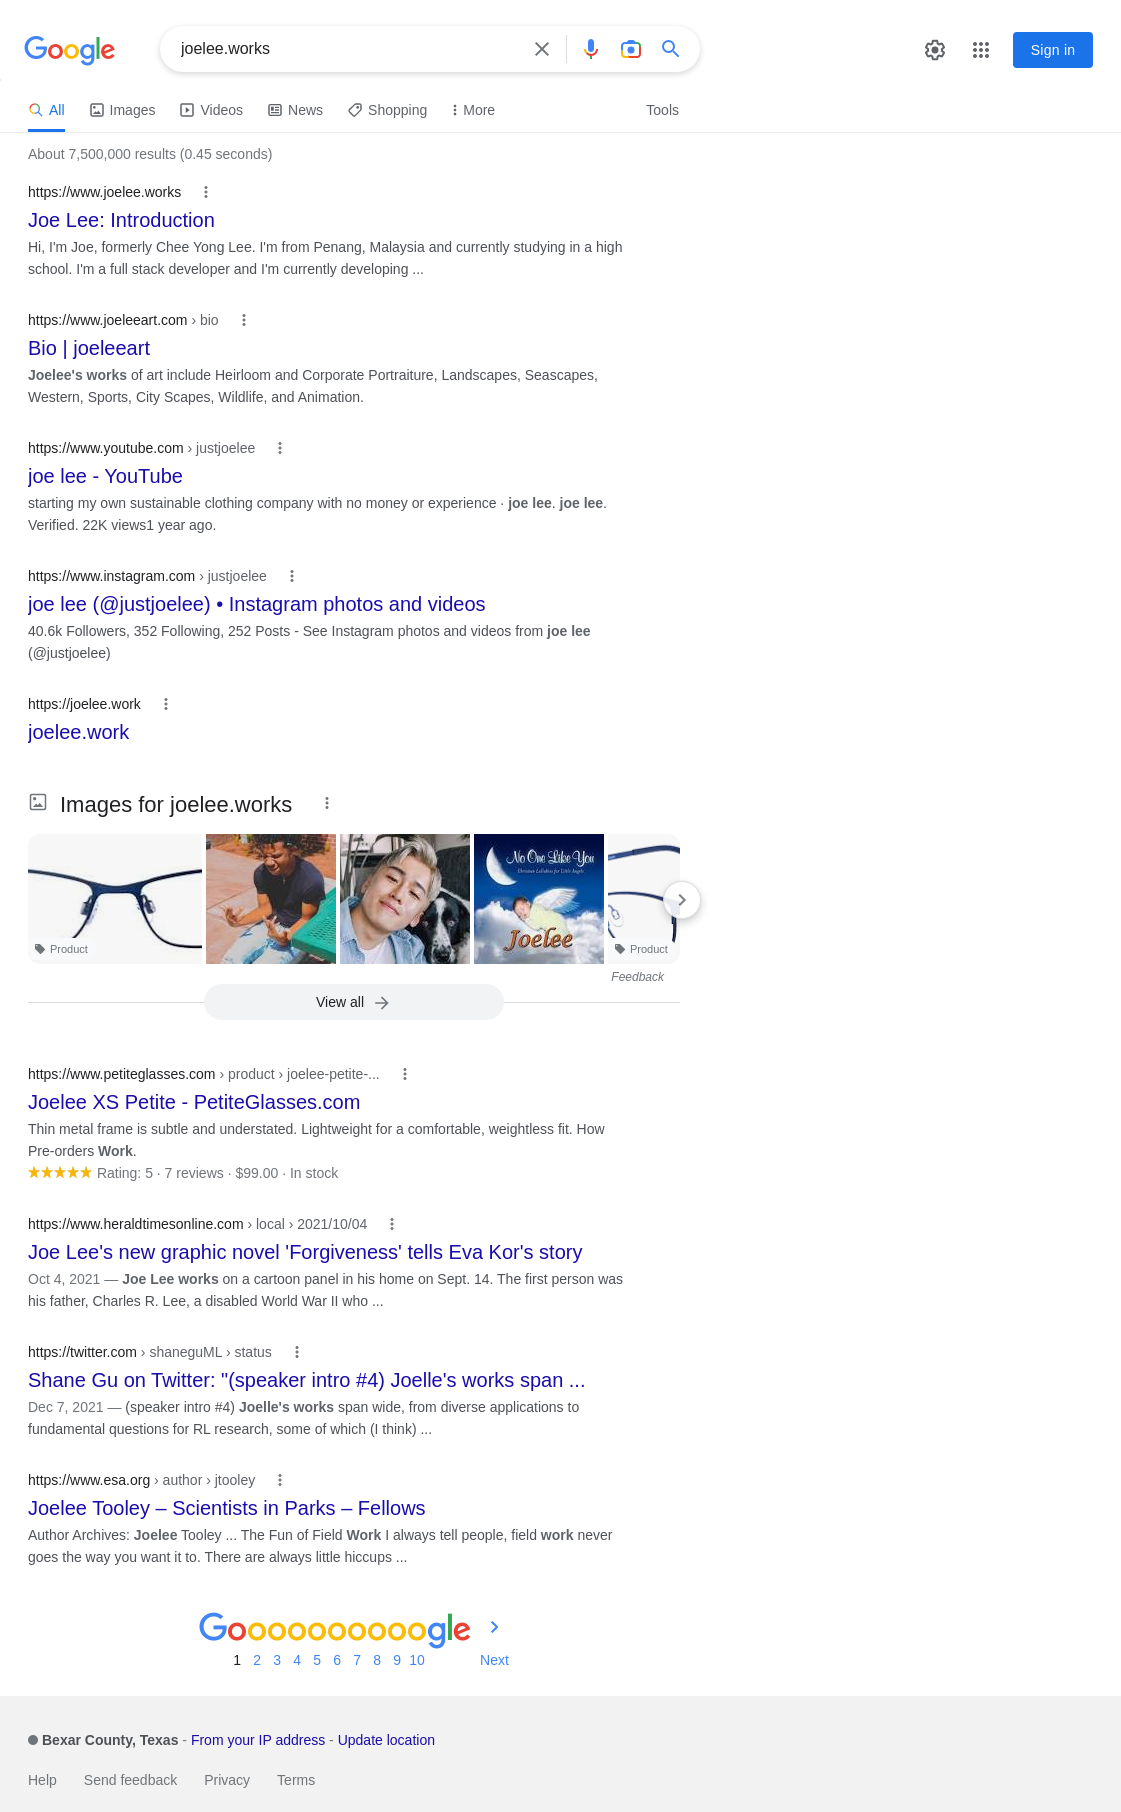 Google
joelee.works
Sign in
All
Images
Videos
News
Shopping
More
Tools
About 7,500,000 results (0.45 seconds)
https://www.joelee.works
Joe Lee: Introduction
Hi, I'm Joe, formerly Chee Yong Lee. I'm from Penang, Malaysia and currently studying in a high
school. I'm a full stack developer and I'm currently developing ...
https://www.joeleeart.com › bio
Bio | joeleeart
Joelee's works of art include Heirloom and Corporate Portraiture, Landscapes, Seascapes,
Western, Sports, City Scapes, Wildlife, and Animation.
https://www.youtube.com › justjoelee
joe lee - YouTube
starting my own sustainable clothing company with no money or experience · joe lee. joe lee.
Verified. 22K views1 year ago.
https://www.instagram.com › justjoelee
joe lee (@justjoelee) • Instagram photos and videos
40.6k Followers, 352 Following, 252 Posts - See Instagram photos and videos from joe lee
(@justjoelee)
https://joelee.work
joelee.work
Images for joelee.works
No One Like You
Christian Lullabies for Little Angels
Joelee
Product
Product
Feedback
View all
https://www.petiteglasses.com › product › joelee-petite-...
Joelee XS Petite - PetiteGlasses.com
Thin metal frame is subtle and understated. Lightweight for a comfortable, weightless fit. How
Pre-orders Work.
Rating: 5 · 7 reviews · $99.00 · In stock
https://www.heraldtimesonline.com › local › 2021/10/04
Joe Lee's new graphic novel 'Forgiveness' tells Eva Kor's story
Oct 4, 2021 — Joe Lee works on a cartoon panel in his home on Sept. 14. The first person was
his father, Charles R. Lee, a disabled World War II who ...
https://twitter.com › shaneguML › status
Shane Gu on Twitter: "(speaker intro #4) Joelle's works span ...
Dec 7, 2021 — (speaker intro #4) Joelle's works span wide, from diverse applications to
fundamental questions for RL research, some of which (I think) ...
https://www.esa.org › author › jtooley
Joelee Tooley – Scientists in Parks – Fellows
Author Archives: Joelee Tooley ... The Fun of Field Work I always tell people, field work never
goes the way you want it to. There are always little hiccups ...
Goooooooooogle
1 2 3 4 5 6 7 8 9 10 Next
Bexar County, Texas - From your IP address - Update location
Help Send feedback Privacy Terms